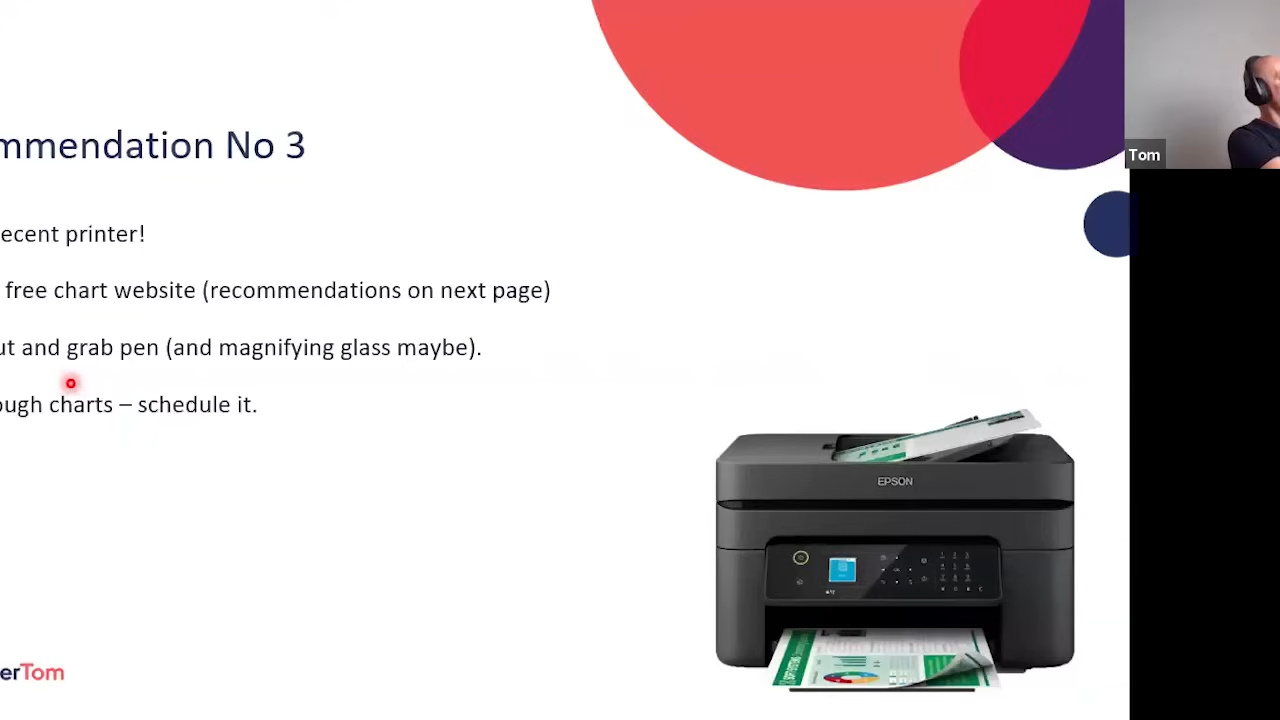 mmendation No 3
ecent printer!
free chart website (recommendations on next page)
ut and grab pen (and magnifying glass maybe).
ough charts – schedule it.
Tom
EPSON
erTom